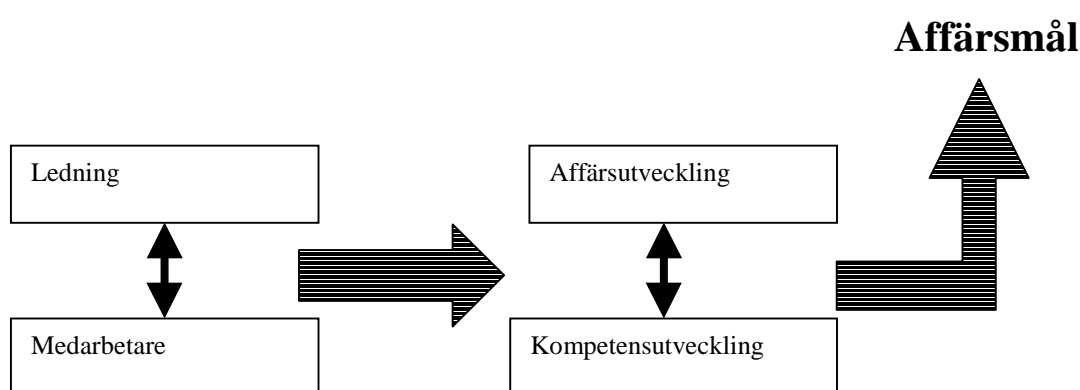 Affärsmål
Ledning
Affärsutveckling
Medarbetare
Kompetensutveckling